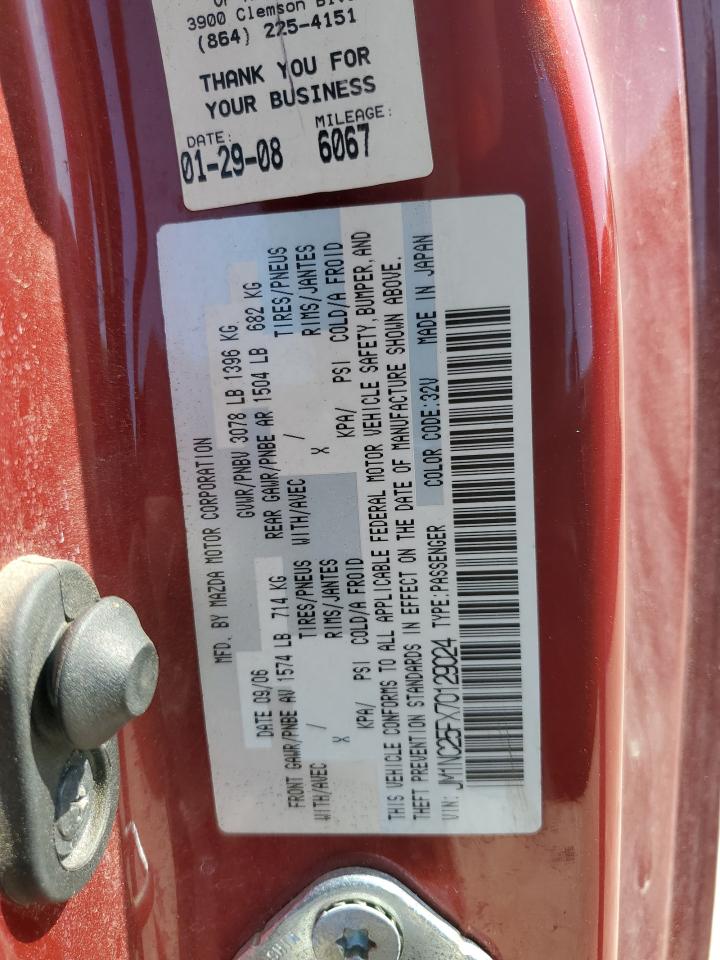 3900 Clemson
(864) 225-4151
THANK YOU FOR
YOUR BUSINESS
DATE: MILEAGE:
01-29-08 6067
MFD. BY MAZDA MOTOR CORPORATION
DATE 09/06 GVWR/PNBV 3078 LB 1396 KG
FRONT GAWR/PNBE AV 1574 LB 714 KG REAR GAWR/PNBE AR 1504 LB 682 KG
WITH/AVEC / TIRES/PNEUS WITH/AVEC / TIRES/PNEUS
X RIMS/JANTES X RIMS/JANTES
KPA/ PSI COLD/A FROID KPA/ PSI COLD/A FROID
THIS VEHICLE CONFORMS TO ALL APPLICABLE FEDERAL MOTOR VEHICLE SAFETY, BUMPER, AND
THEFT PREVENTION STANDARDS IN EFFECT ON THE DATE OF MANUFACTURE SHOWN ABOVE.
VIN: JM1NC25FX70129024 TYPE:PASSENGER COLOR CODE:32V MADE IN JAPAN